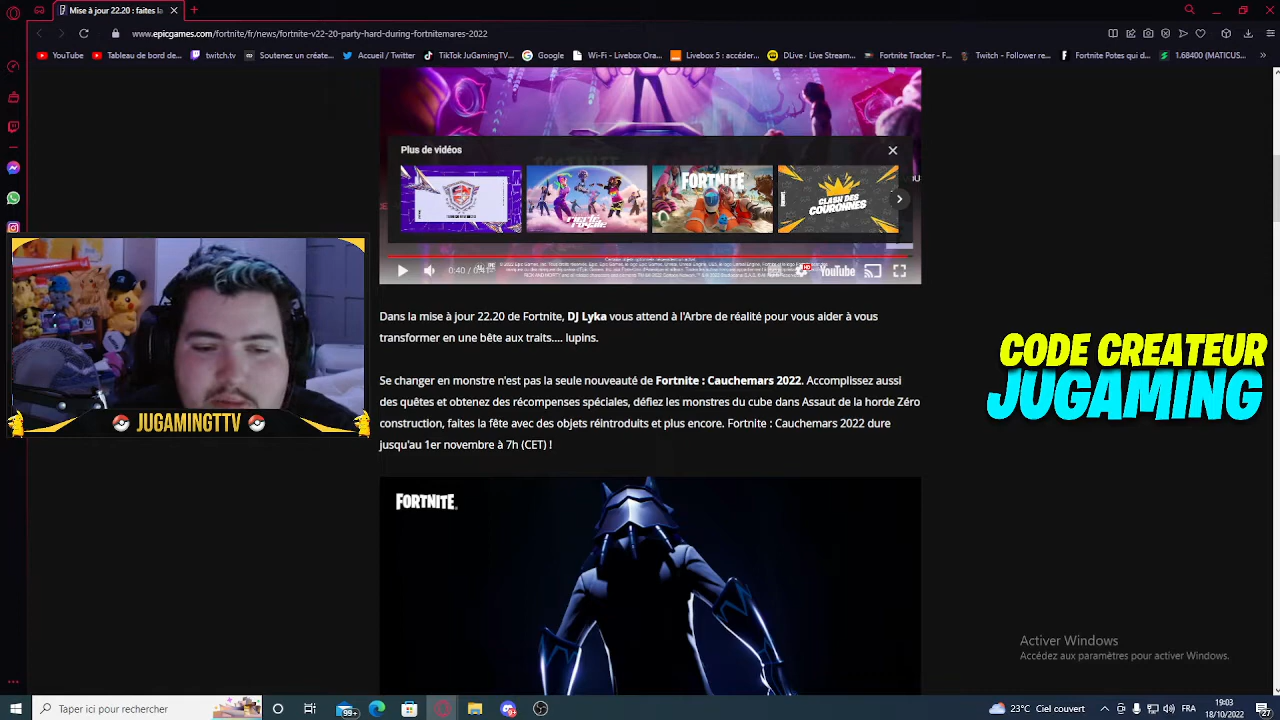 Mise à jour 22.20 : faites la
www.epicgames.com/fortnite/fr/news/fortnite-v22-20-party-hard-during-fortnitemares-2022
YouTube
Tableau de bord de...
twitch.tv
Soutenez un créate...
Accueil / Twitter
TikTok JuGamingTV...
Google
Wi-Fi - Livebox Ora...
Livebox 5 : accéder...
DLive · Live Stream...
Fortnite Tracker - F...
Twitch - Follower re...
Fortnite Potes qui d...
1.68400 (MATICUS...
Plus de vidéos
FIERTÉ ROYALE
FORTNITE
CLASH DES COURONNES
0:40 / 0:41
HD
YouTube
Dans la mise à jour 22.20 de Fortnite, DJ Lyka vous attend à l'Arbre de réalité pour vous aider à vous
transformer en une bête aux traits.... lupins.
Se changer en monstre n'est pas la seule nouveauté de Fortnite : Cauchemars 2022. Accomplissez aussi
des quêtes et obtenez des récompenses spéciales, défiez les monstres du cube dans Assaut de la horde Zéro
construction, faites la fête avec des objets réintroduits et plus encore. Fortnite : Cauchemars 2022 dure
jusqu'au 1er novembre à 7h (CET) !
FORTNITE
JUGAMINGTTV
CODE CREATEUR
JUGAMING
Activer Windows
Accédez aux paramètres pour activer Windows.
Taper ici pour rechercher
99+
23°C Ciel couvert
FRA
19:03
18/10/2022
27